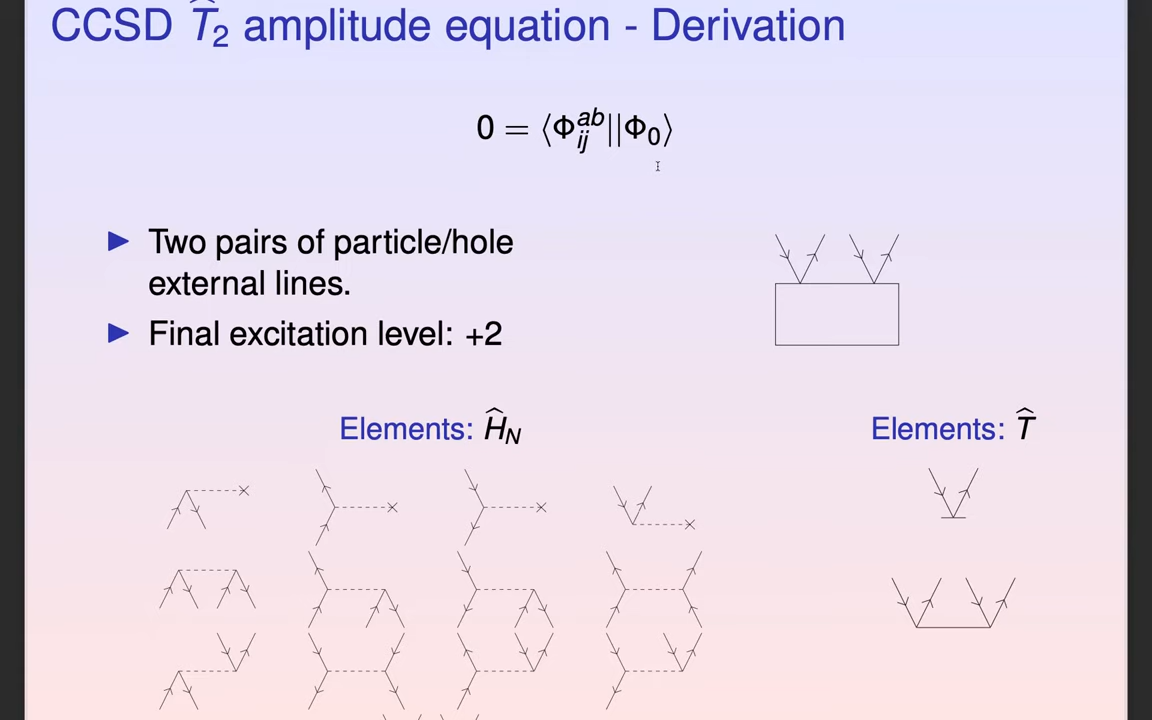 CCSD T̂₂ amplitude equation - Derivation
0 = ⟨Φᵢⱼᵃᵇ||Φ₀⟩
▶ Two pairs of particle/hole
external lines.
▶ Final excitation level: +2
Elements: Ĥ_N
Elements: T̂